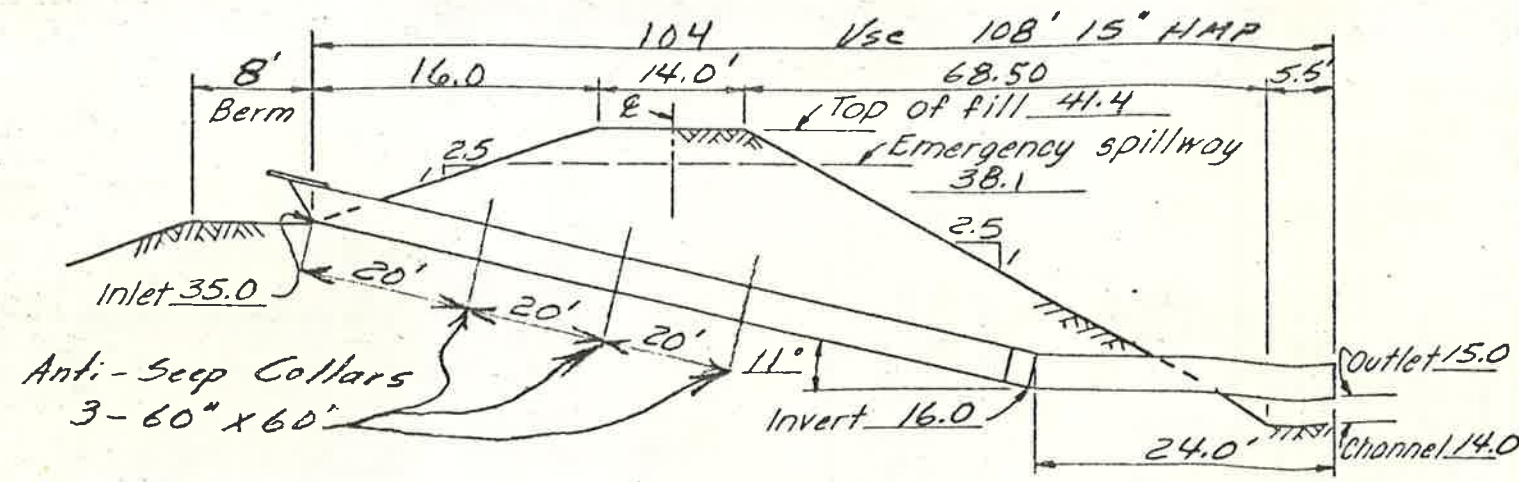 104 Use 108' 15" HMP
8' 16.0 14.0' 68.50 5.5'
Berm
℄
Top of fill 41.4
2.5
1
Emergency spillway
38.1
2.5
1
Inlet 35.0
20'
20'
20'
Anti-Seep Collars
3-60" x 60"
11°
Invert 16.0
Outlet 15.0
24.0'
Channel 14.0